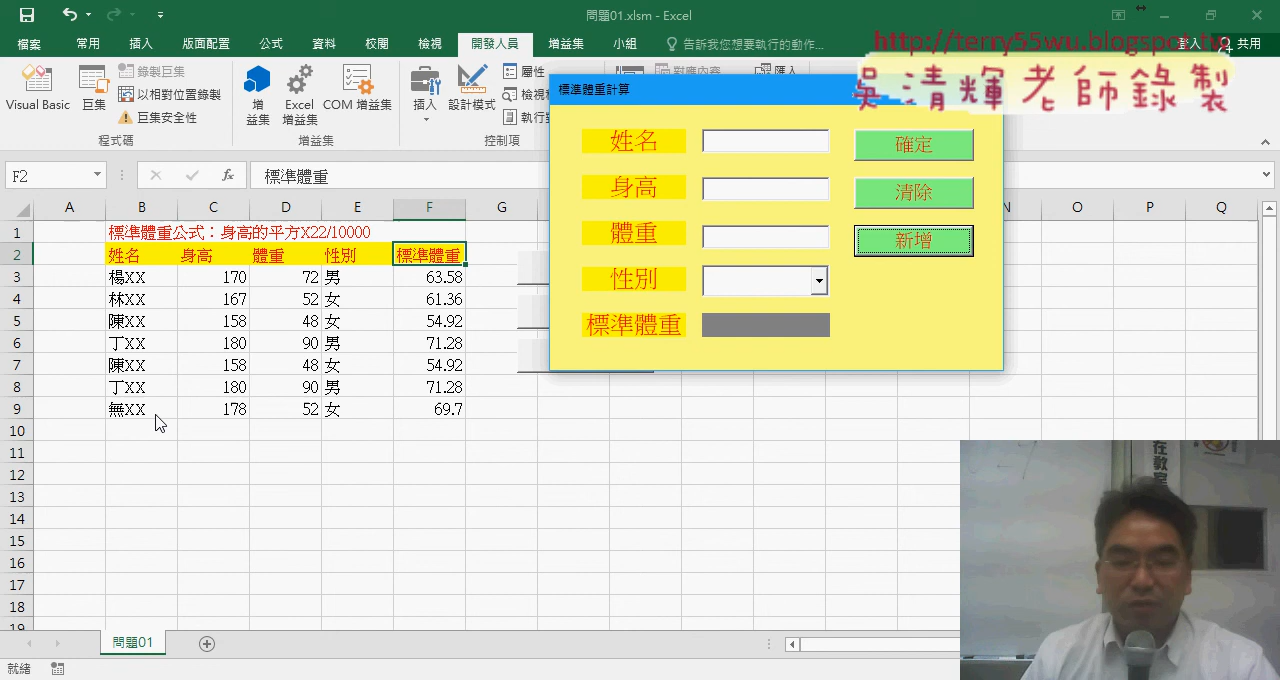 問題01.xlsm - Excel
檔案 常用 插入 版面配置 公式 資料 校閱 檢視 開發人員 增益集 小組 告訴我您想要執行的動作... 登入 共用
http://terry55wu.blogspot.tw
吳清輝老師錄製
Visual Basic 巨集 錄製巨集 以相對位置錄製 巨集安全性
增益集 Excel 增益集 COM 增益集 插入 設計模式 屬性 對應內容 匯入
程式碼 增益集 控制項
F2 fx 標準體重
A B C D E F G N O P Q
1 標準體重公式：身高的平方X22/10000
2 姓名 身高 體重 性別 標準體重
3 楊XX 170 72 男 63.58
4 林XX 167 52 女 61.36
5 陳XX 158 48 女 54.92
6 丁XX 180 90 男 71.28
7 陳XX 158 48 女 54.92
8 丁XX 180 90 男 71.28
9 無XX 178 52 女 69.7
10
11
12
13
14
15
16
17
18
19
標準體重計算
姓名 確定
身高 清除
體重 新增
性別
標準體重
在教室
問題01
就緒